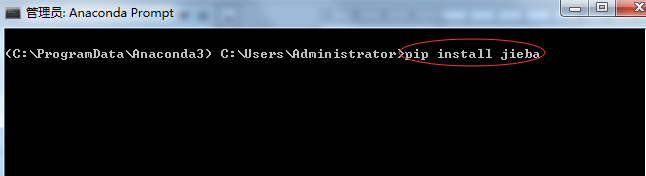 管理员: Anaconda Prompt
(C:\ProgramData\Anaconda3) C:\Users\Administrator>pip install jieba